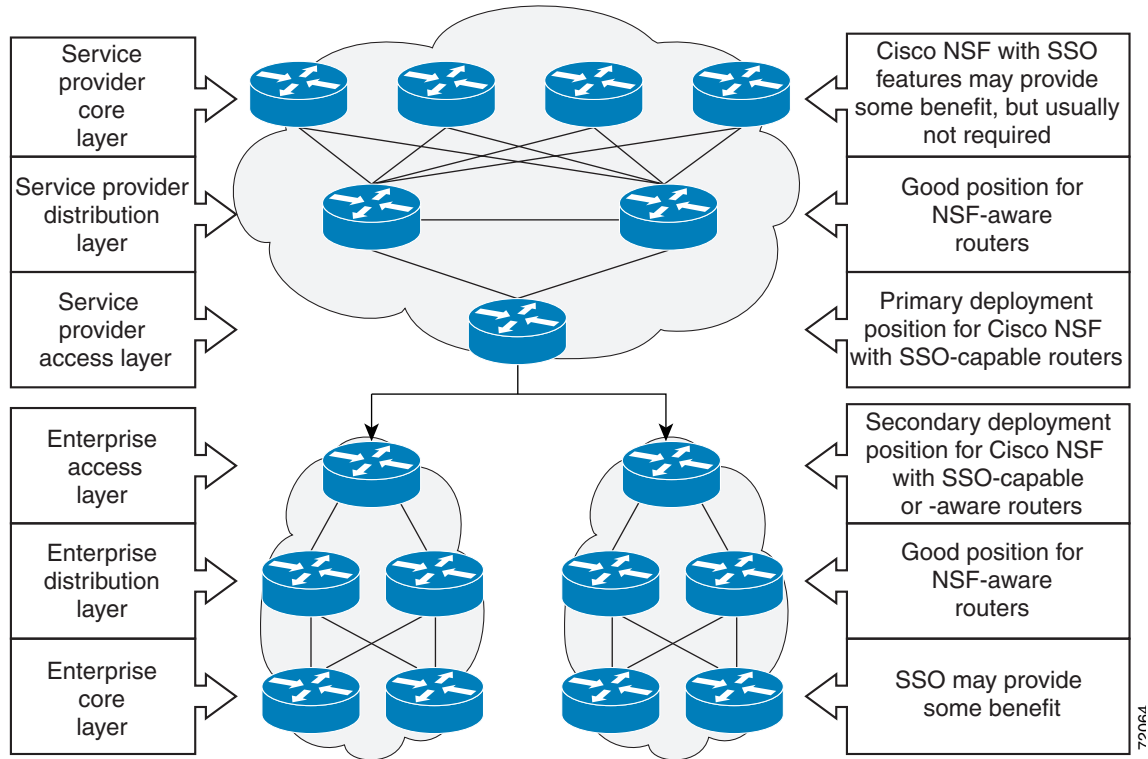 Service
provider
core
layer
Cisco NSF with SSO
features may provide
some benefit, but usually
not required
Service provider
distribution
layer
Good position for
NSF-aware
routers
Service
provider
access layer
Primary deployment
position for Cisco NSF
with SSO-capable routers
Enterprise
access
layer
Secondary deployment
position for Cisco NSF
with SSO-capable
or -aware routers
Enterprise
distribution
layer
Good position for
NSF-aware
routers
Enterprise
core
layer
SSO may provide
some benefit
72064